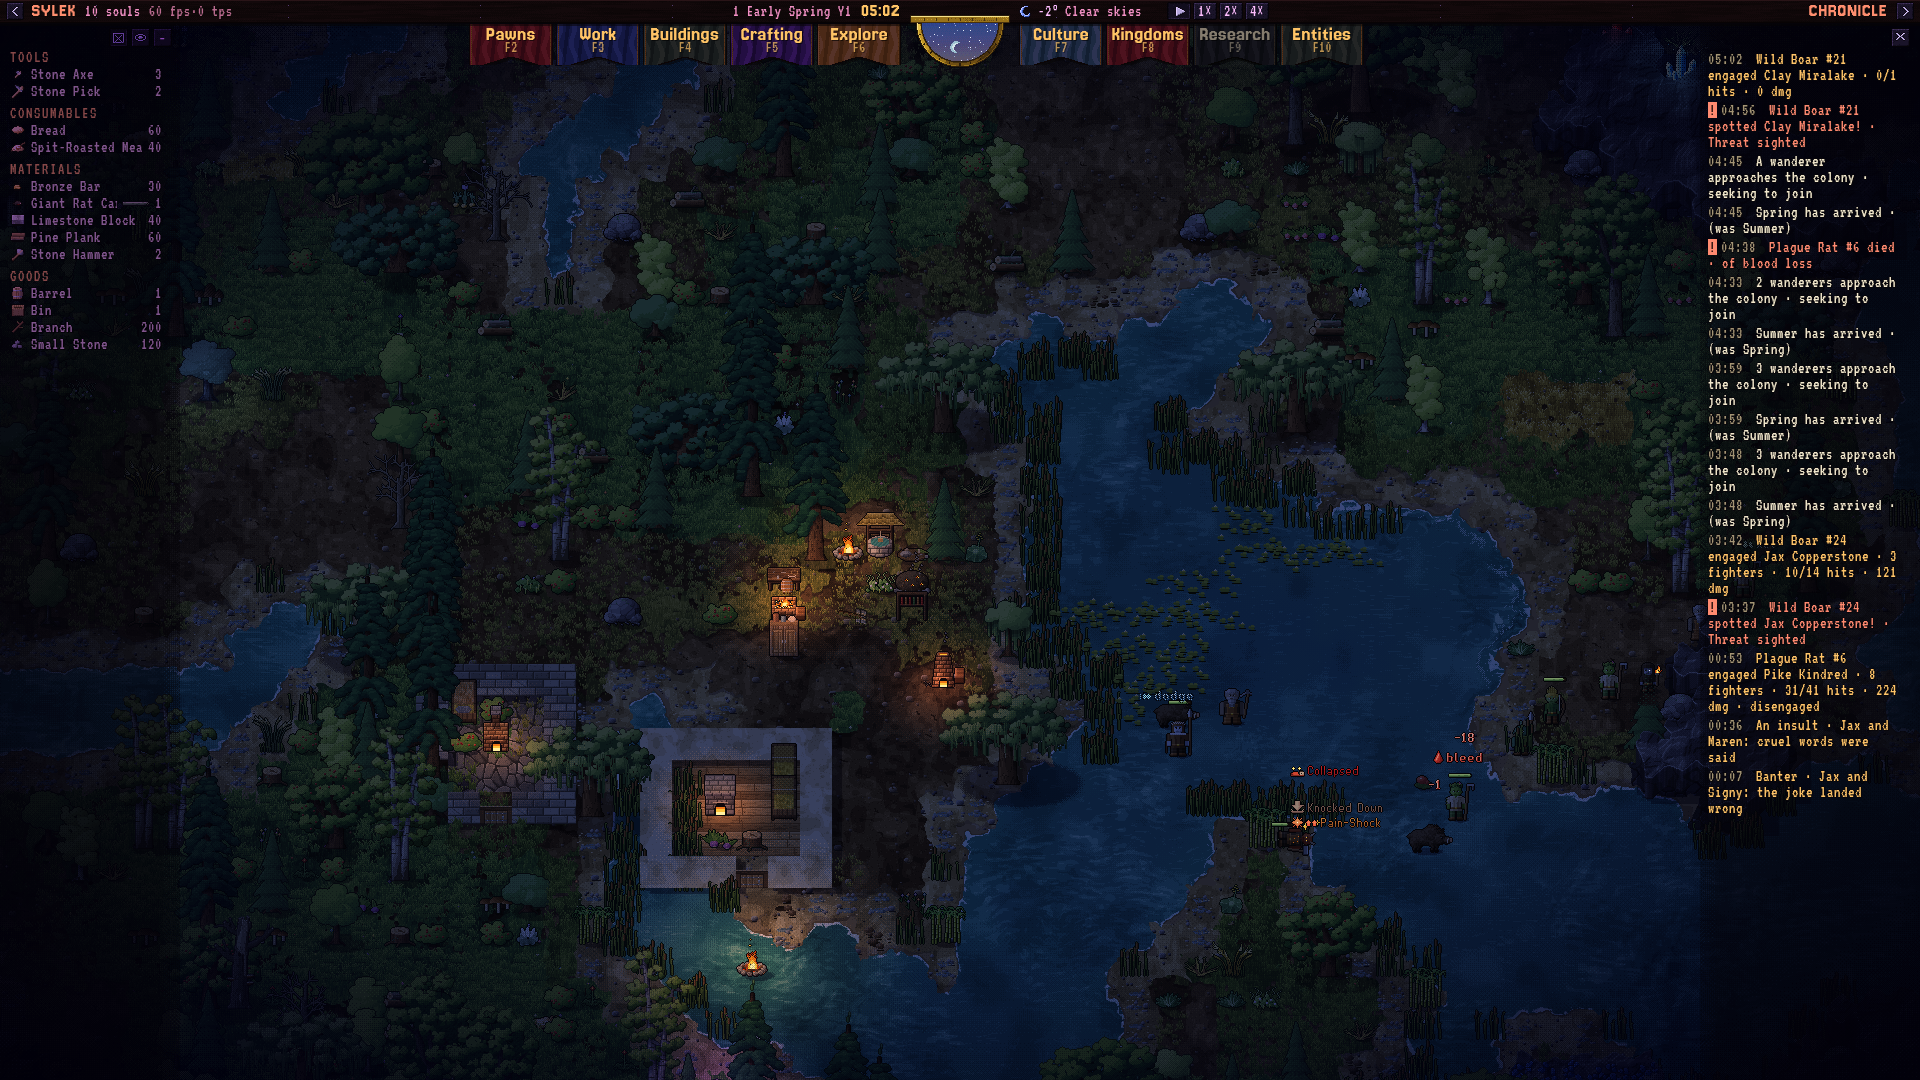 SYLEK 10 souls 60 fps·0 tps
1 Early Spring Y1 05:02
-2° Clear skies
1X 2X 4X
CHRONICLE
Pawns
F2
Work
F3
Buildings
F4
Crafting
F5
Explore
F6
Culture
F7
Kingdoms
F8
Research
F9
Entities
F10
TOOLS
Stone Axe 3
Stone Pick 2
CONSUMABLES
Bread 60
Spit-Roasted Mea 40
MATERIALS
Bronze Bar 30
Giant Rat Ca 1
Limestone Block 40
Pine Plank 60
Stone Hammer 2
GOODS
Barrel 1
Bin 1
Branch 200
Small Stone 120
dodge
-18
bleed
-1
Collapsed
Knocked Down
Pain-Shock
05:02 Wild Boar #21
engaged Clay Miralake · 0/1
hits · 0 dmg
! 04:56 Wild Boar #21
spotted Clay Miralake! ·
Threat sighted
04:45 A wanderer
approaches the colony ·
seeking to join
04:45 Spring has arrived ·
(was Summer)
! 04:38 Plague Rat #6 died
· of blood loss
04:33 2 wanderers approach
the colony · seeking to
join
04:33 Summer has arrived ·
(was Spring)
03:59 3 wanderers approach
the colony · seeking to
join
03:59 Spring has arrived ·
(was Summer)
03:48 3 wanderers approach
the colony · seeking to
join
03:48 Summer has arrived ·
(was Spring)
03:42 Wild Boar #24
engaged Jax Copperstone · 3
fighters · 10/14 hits · 121
dmg
! 03:37 Wild Boar #24
spotted Jax Copperstone! ·
Threat sighted
00:53 Plague Rat #6
engaged Pike Kindred · 8
fighters · 31/41 hits · 224
dmg · disengaged
00:36 An insult · Jax and
Maren: cruel words were
said
00:07 Banter · Jax and
Signy: the joke landed
wrong